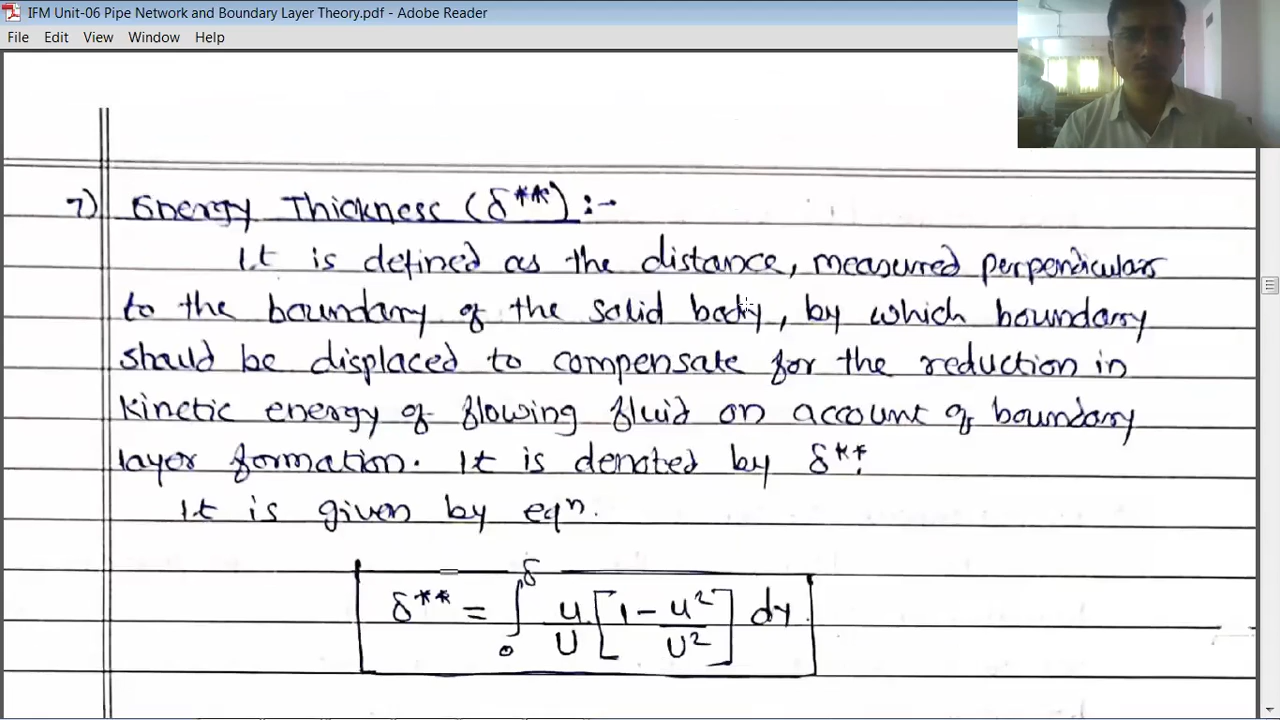 IFM Unit-06 Pipe Network and Boundary Layer Theory.pdf - Adobe Reader
File Edit View Window Help
7) Energy Thickness (δ**) :-
It is defined as the distance, measured perpendicular
to the boundary of the solid body, by which boundary
should be displaced to compensate for the reduction in
kinetic energy of flowing fluid on account of boundary
layer formation. It is denoted by δ**.
It is given by eqⁿ.
δ** = ∫₀^δ u/U [1 - u²/U²] dy